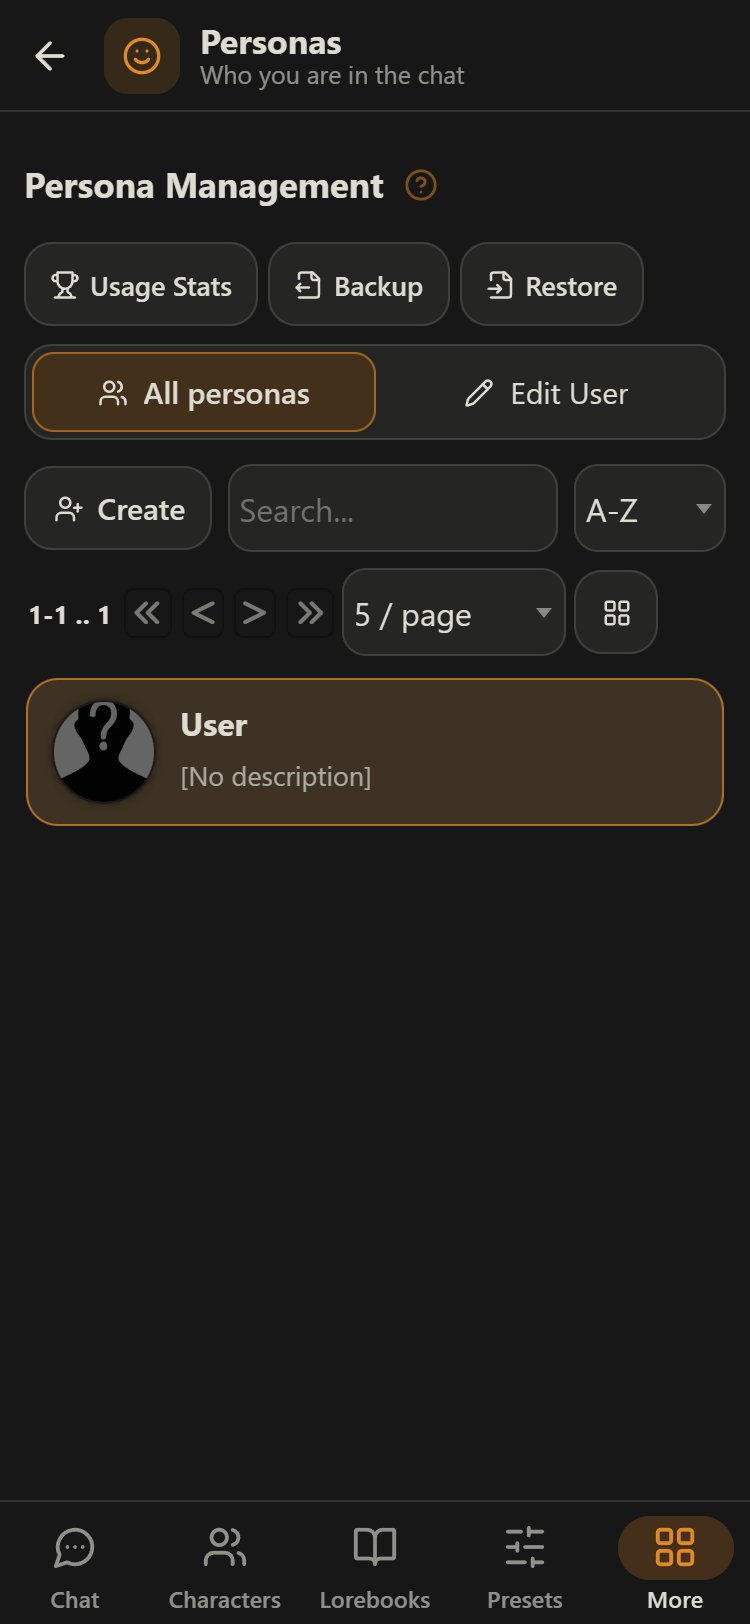 Personas
Who you are in the chat
Persona Management
Usage Stats
Backup
Restore
All personas
Edit User
Create
Search...
A-Z
1-1 .. 1
5 / page
User
[No description]
Chat
Characters
Lorebooks
Presets
More